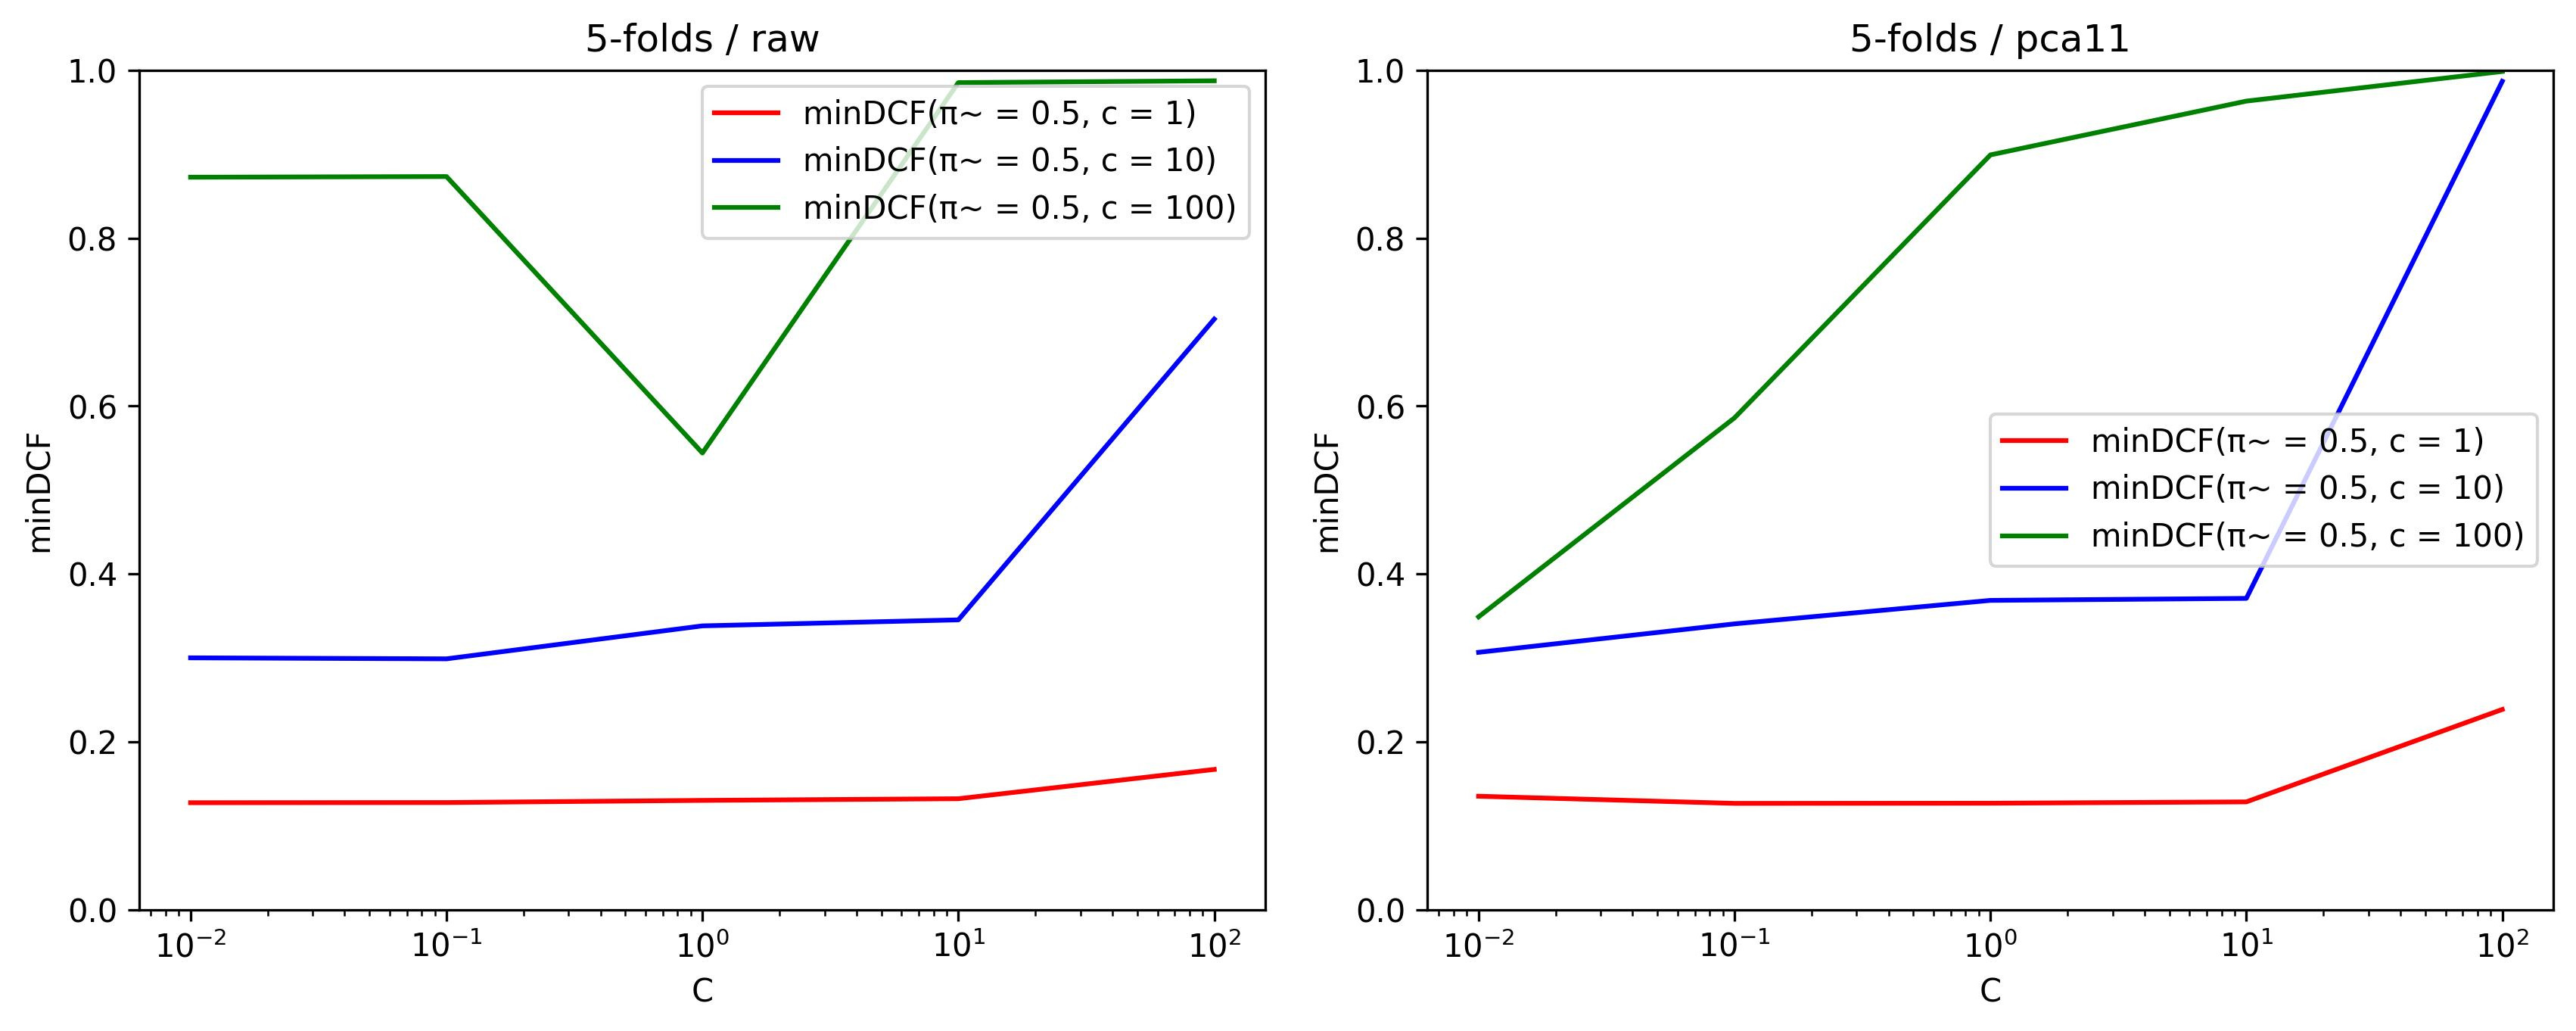 5-folds / raw
1.0
0.8
0.6
0.4
0.2
0.0
minDCF
minDCF(π~ = 0.5, c = 1)
minDCF(π~ = 0.5, c = 10)
minDCF(π~ = 0.5, c = 100)
10⁻² 10⁻¹ 10⁰ 10¹ 10²
C
5-folds / pca11
1.0
0.8
0.6
0.4
0.2
0.0
minDCF
minDCF(π~ = 0.5, c = 1)
minDCF(π~ = 0.5, c = 10)
minDCF(π~ = 0.5, c = 100)
10⁻² 10⁻¹ 10⁰ 10¹ 10²
C